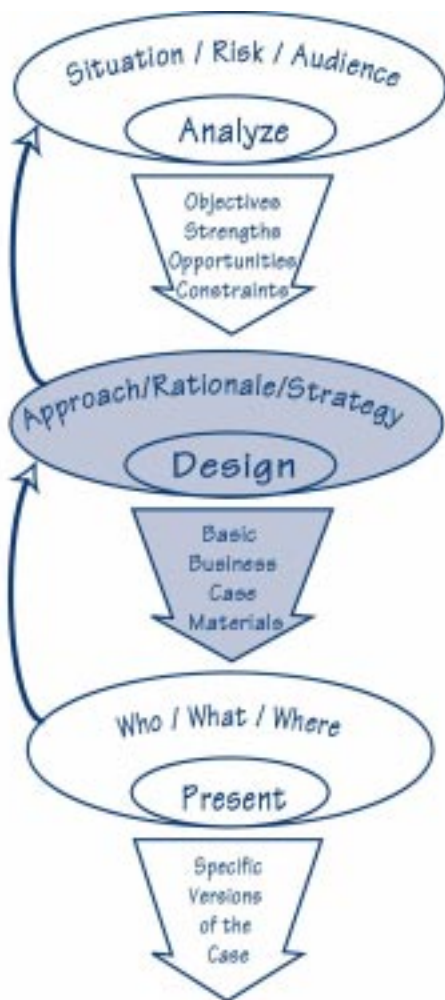 Situation / Risk / Audience
Analyze
Objectives
Strengths
Opportunities
Constraints
Approach/Rationale/Strategy
Design
Basic
Business
Case
Materials
Who / What / Where
Present
Specific
Versions
of the
Case